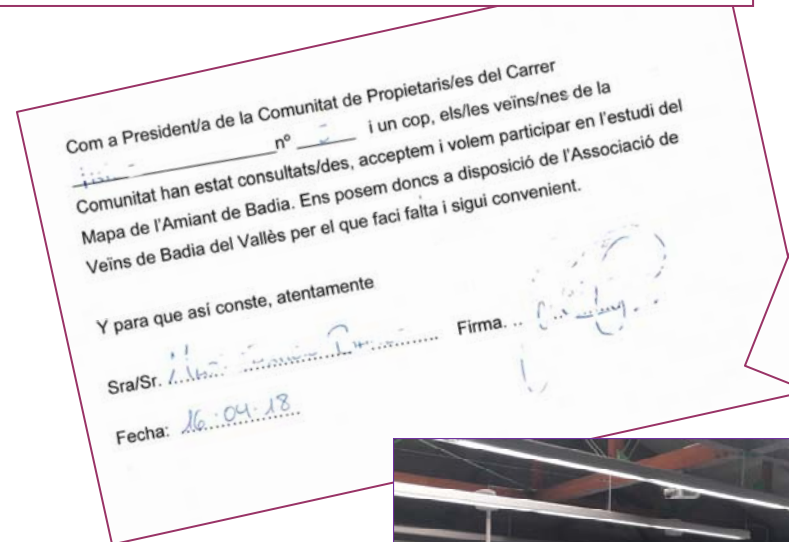 Com a President/a de la Comunitat de Propietaris/es del Carrer
nº i un cop, els/les veïns/nes de la
Comunitat han estat consultats/des, acceptem i volem participar en l'estudi del
Mapa de l'Amiant de Badia. Ens posem doncs a disposició de l'Associació de
Veïns de Badia del Vallès per el que faci falta i sigui convenient.
Y para que así conste, atentamente
Sra/Sr. Firma. ..
Fecha: 16.04.18